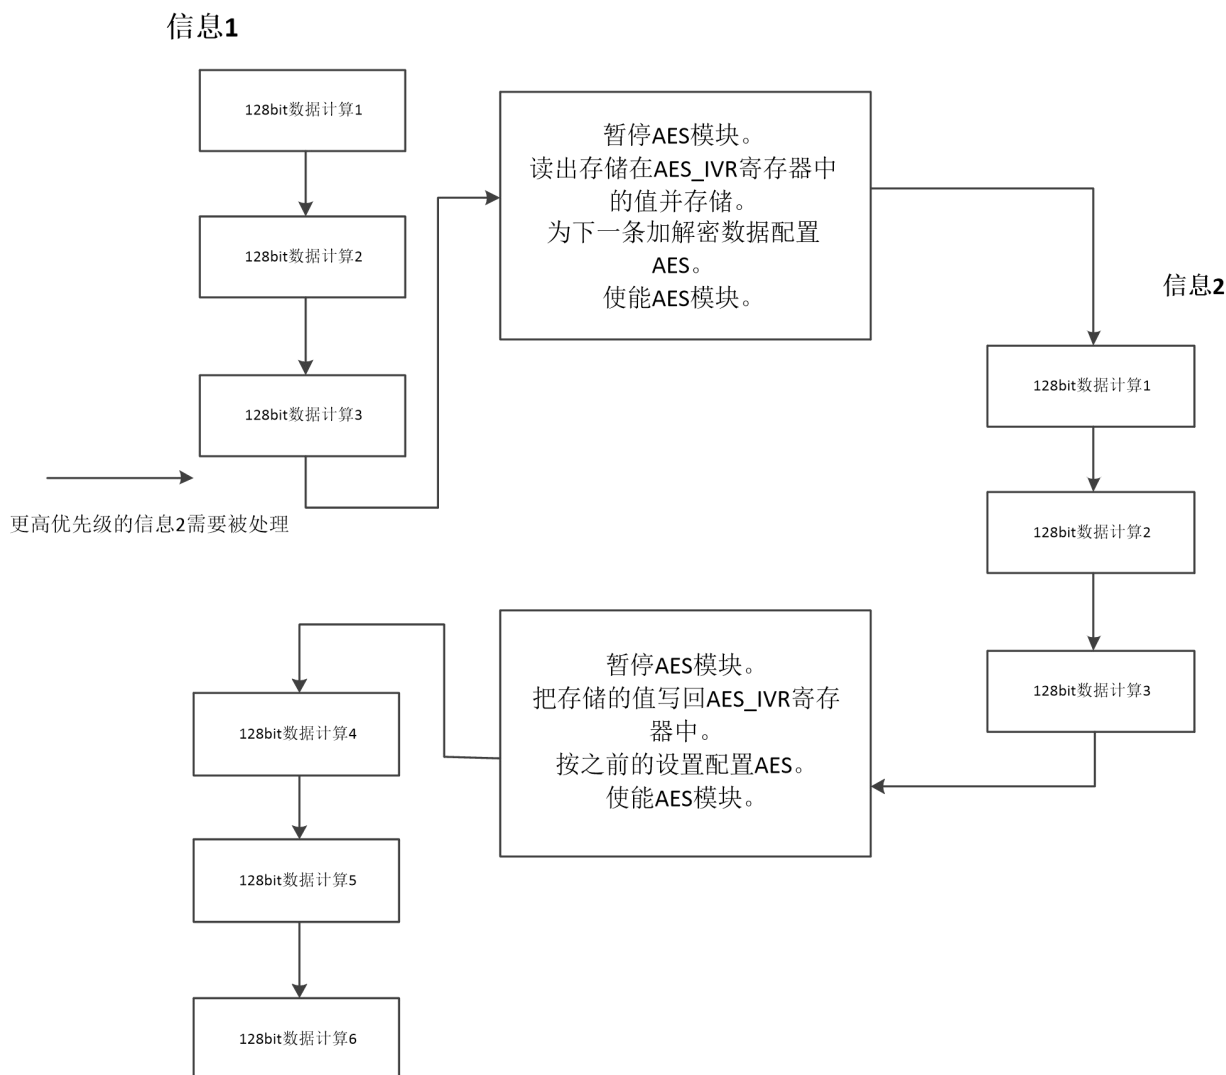 信息1
128bit数据计算1
128bit数据计算2
128bit数据计算3
更高优先级的信息2需要被处理
暂停AES模块。
读出存储在AES_IVR寄存器中
的值并存储。
为下一条加解密数据配置
AES。
使能AES模块。
信息2
128bit数据计算1
128bit数据计算2
128bit数据计算3
暂停AES模块。
把存储的值写回AES_IVR寄存
器中。
按之前的设置配置AES。
使能AES模块。
128bit数据计算4
128bit数据计算5
128bit数据计算6